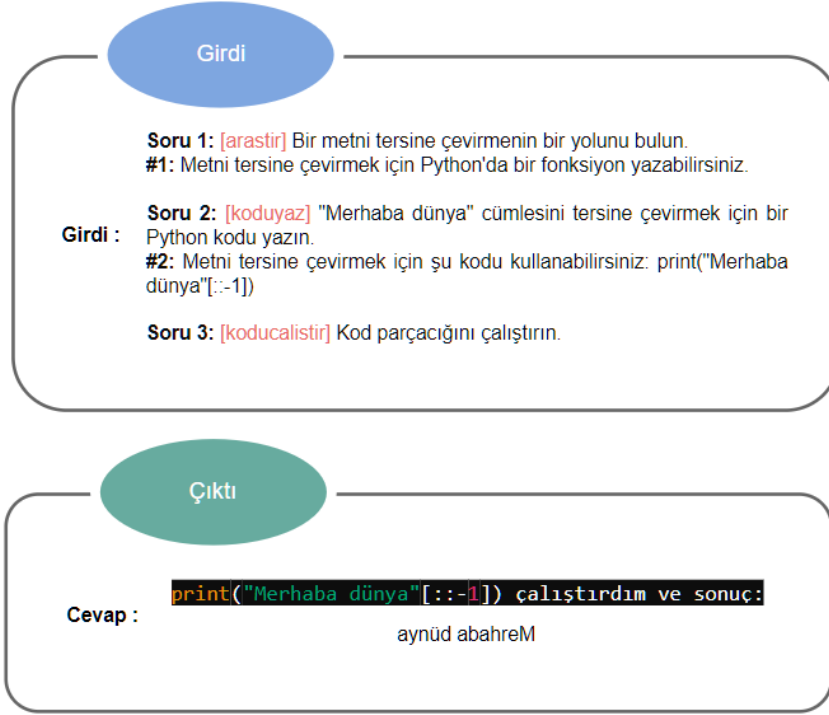 Girdi
Soru 1: [arastir] Bir metni tersine çevirmenin bir yolunu bulun.
#1: Metni tersine çevirmek için Python'da bir fonksiyon yazabilirsiniz.
Girdi :
Soru 2: [koduyaz] "Merhaba dünya" cümlesini tersine çevirmek için bir
Python kodu yazın.
#2: Metni tersine çevirmek için şu kodu kullanabilirsiniz: print("Merhaba
dünya"[::-1])
Soru 3: [koducalistir] Kod parçacığını çalıştırın.
Çıktı
Cevap :
print("Merhaba dünya"[::-1]) çalıştırdım ve sonuç:
aynüd abahreM